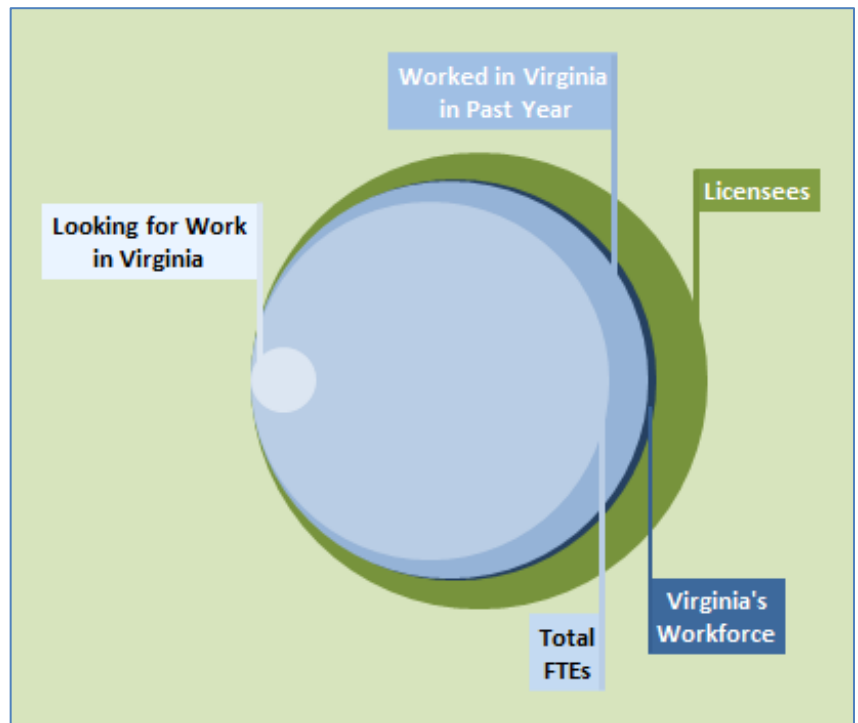 Worked in Virginia
in Past Year
Licensees
Looking for Work
in Virginia
Virginia's
Workforce
Total
FTEs